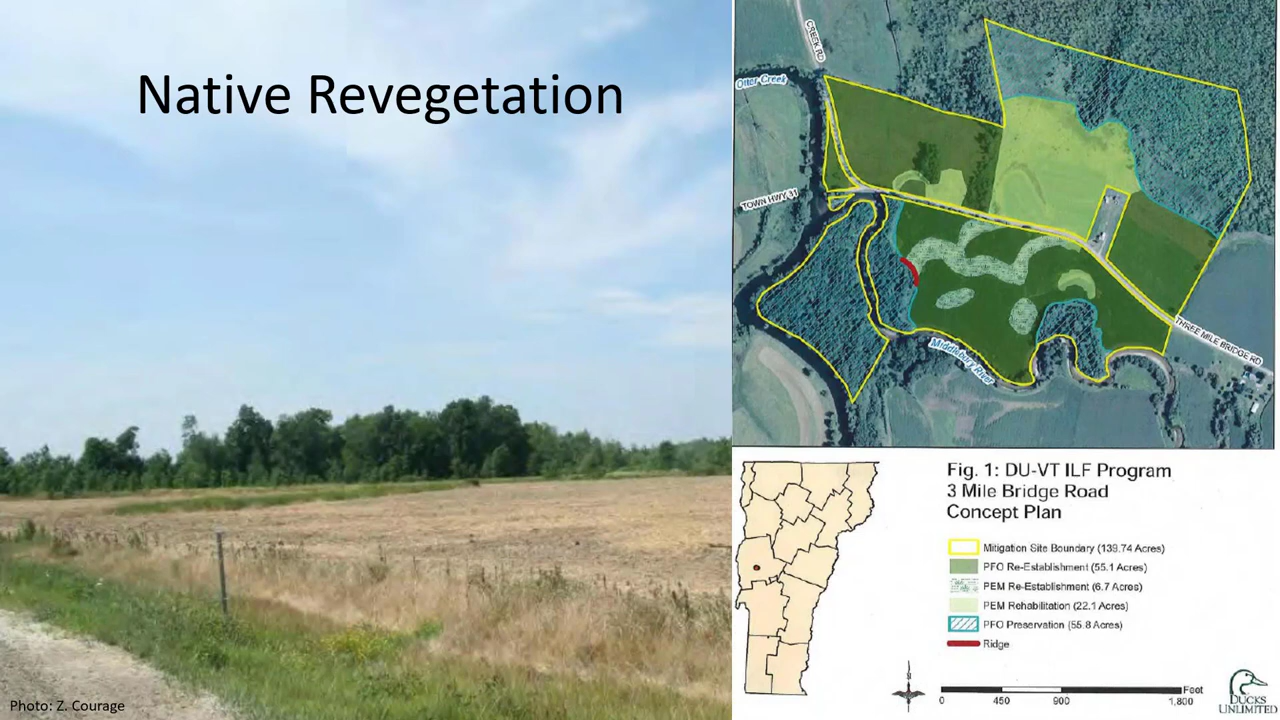 Native Revegetation
Photo: Z. Courage
CREEK RD
Otter Creek
TOWN HWY 31
Middlebury River
THREE MILE BRIDGE RD
Fig. 1: DU-VT ILF Program
3 Mile Bridge Road
Concept Plan
Mitigation Site Boundary (139.74 Acres)
PFO Re-Establishment (55.1 Acres)
PEM Re-Establishment (6.7 Acres)
PEM Rehabilitation (22.1 Acres)
PFO Preservation (55.8 Acres)
Ridge
N
Feet
0 450 900 1,800
DUCKS
UNLIMITED